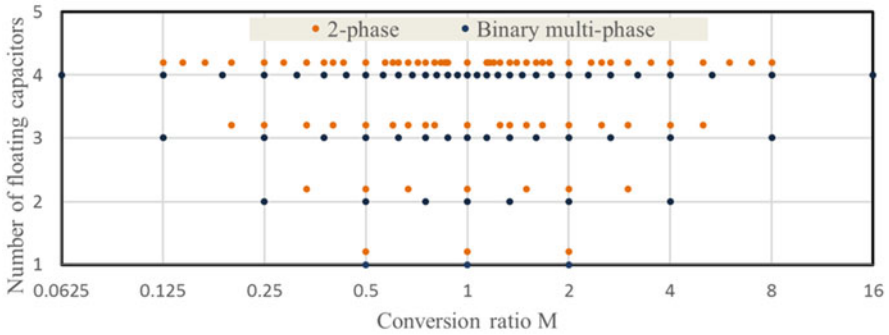 5
2-phase
Binary multi-phase
4
3
2
1
Number of floating capacitors
0.0625 0.125 0.25 0.5 1 2 4 8 16
Conversion ratio M